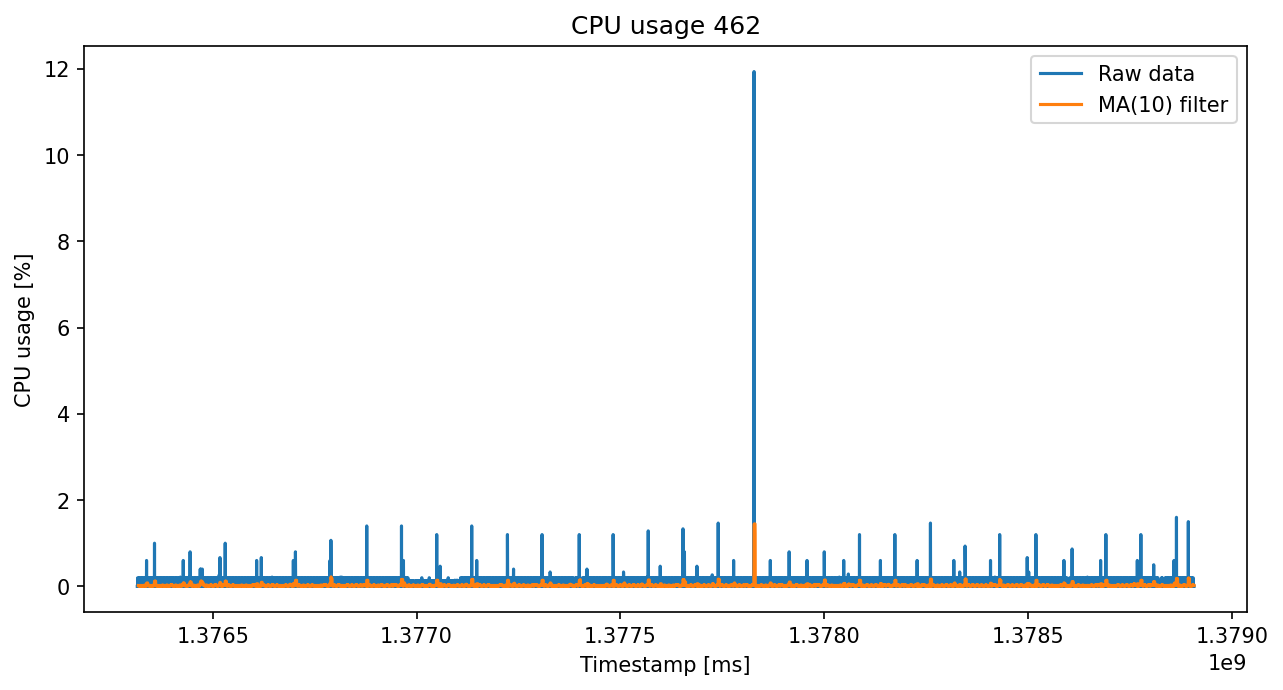 CPU usage 462
Raw data
MA(10) filter
CPU usage [%]
12
10
8
6
4
2
0
1.3765 1.3770 1.3775 1.3780 1.3785 1.3790
1e9
Timestamp [ms]